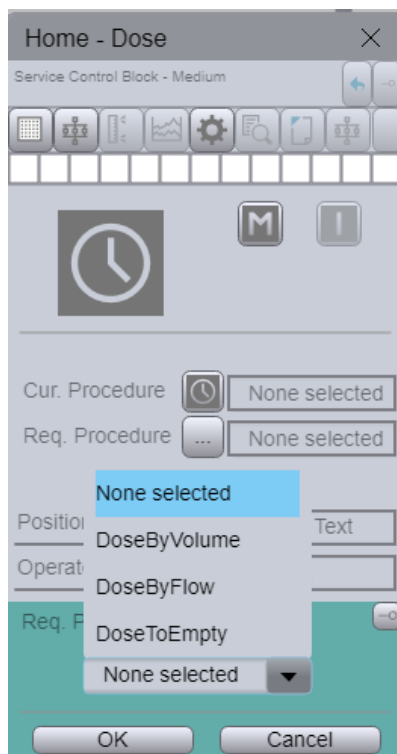 Home - Dose
Service Control Block - Medium
M I
Cur. Procedure None selected
Req. Procedure ... None selected
None selected
Text
DoseByVolume
DoseByFlow
Req.
DoseToEmpty
None selected
OK Cancel